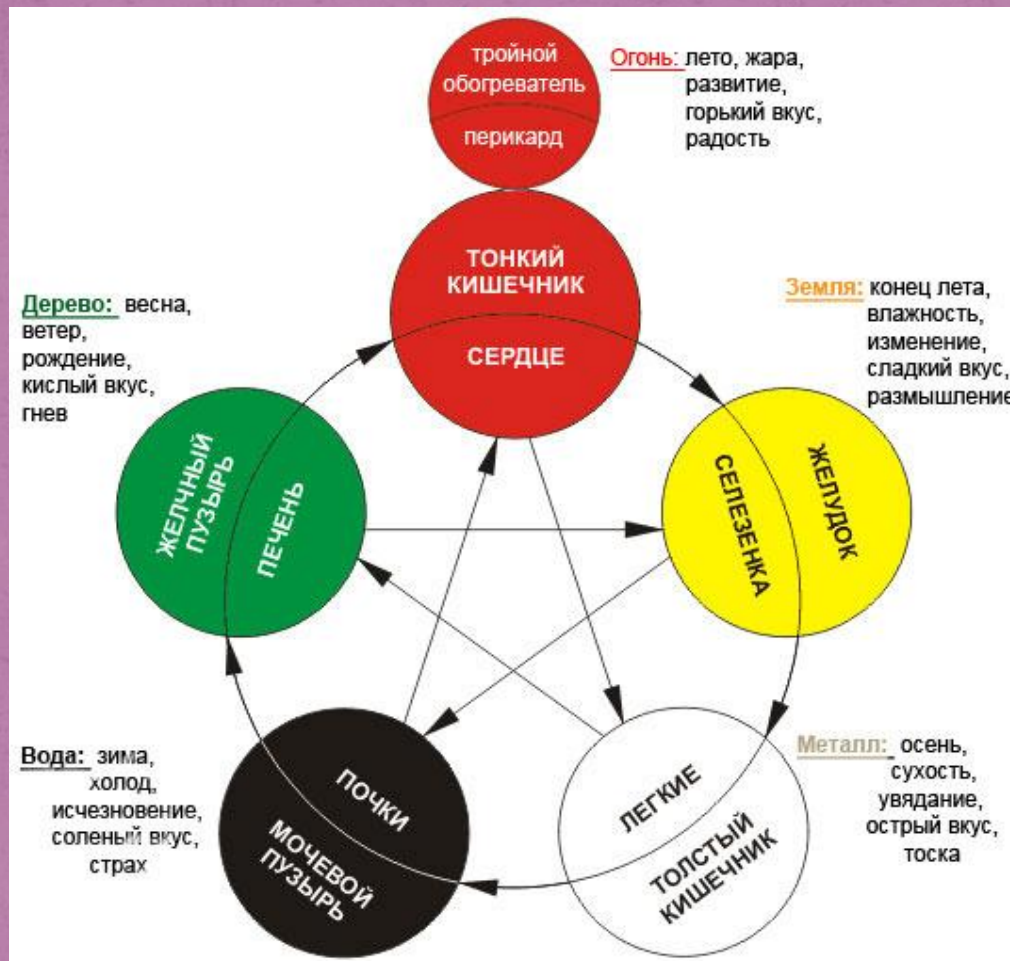 тройной
обогреватель
перикард
Огонь: лето, жара,
развитие,
горький вкус,
радость
ТОНКИЙ
КИШЕЧНИК
СЕРДЦЕ
Дерево: весна,
ветер,
рождение,
кислый вкус,
гнев
Земля: конец лета,
влажность,
изменение,
сладкий вкус,
размышление
ЖЕЛЧНЫЙ
ПУЗЫРЬ
ПЕЧЕНЬ
СЕЛЕЗЕНКА
ЖЕЛУДОК
Вода: зима,
холод,
исчезновение,
соленый вкус,
страх
ПОЧКИ
МОЧЕВОЙ
ПУЗЫРЬ
ЛЕГКИЕ
ТОЛСТЫЙ
КИШЕЧНИК
Металл: осень,
сухость,
увядание,
острый вкус,
тоска